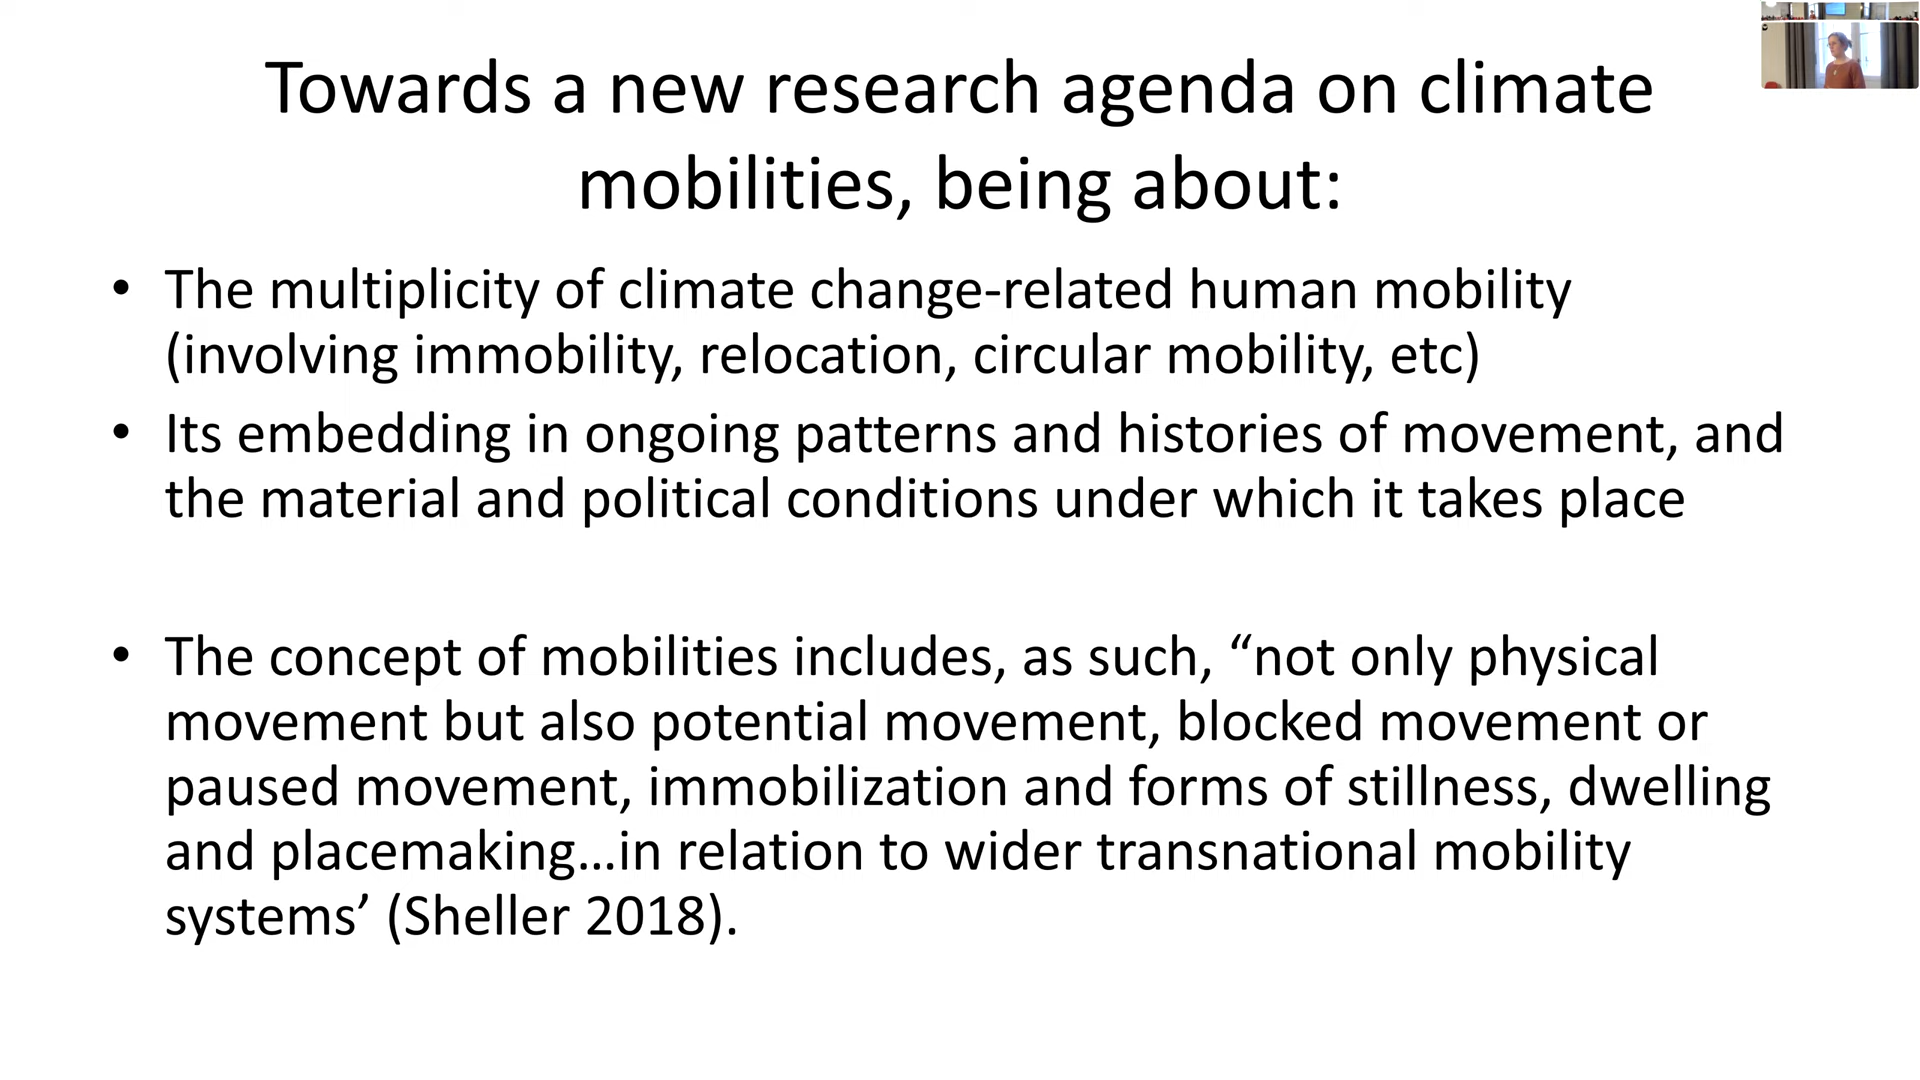 Towards a new research agenda on climate
mobilities, being about:
• The multiplicity of climate change-related human mobility
(involving immobility, relocation, circular mobility, etc)
• Its embedding in ongoing patterns and histories of movement, and
the material and political conditions under which it takes place
• The concept of mobilities includes, as such, “not only physical
movement but also potential movement, blocked movement or
paused movement, immobilization and forms of stillness, dwelling
and placemaking…in relation to wider transnational mobility
systems’ (Sheller 2018).